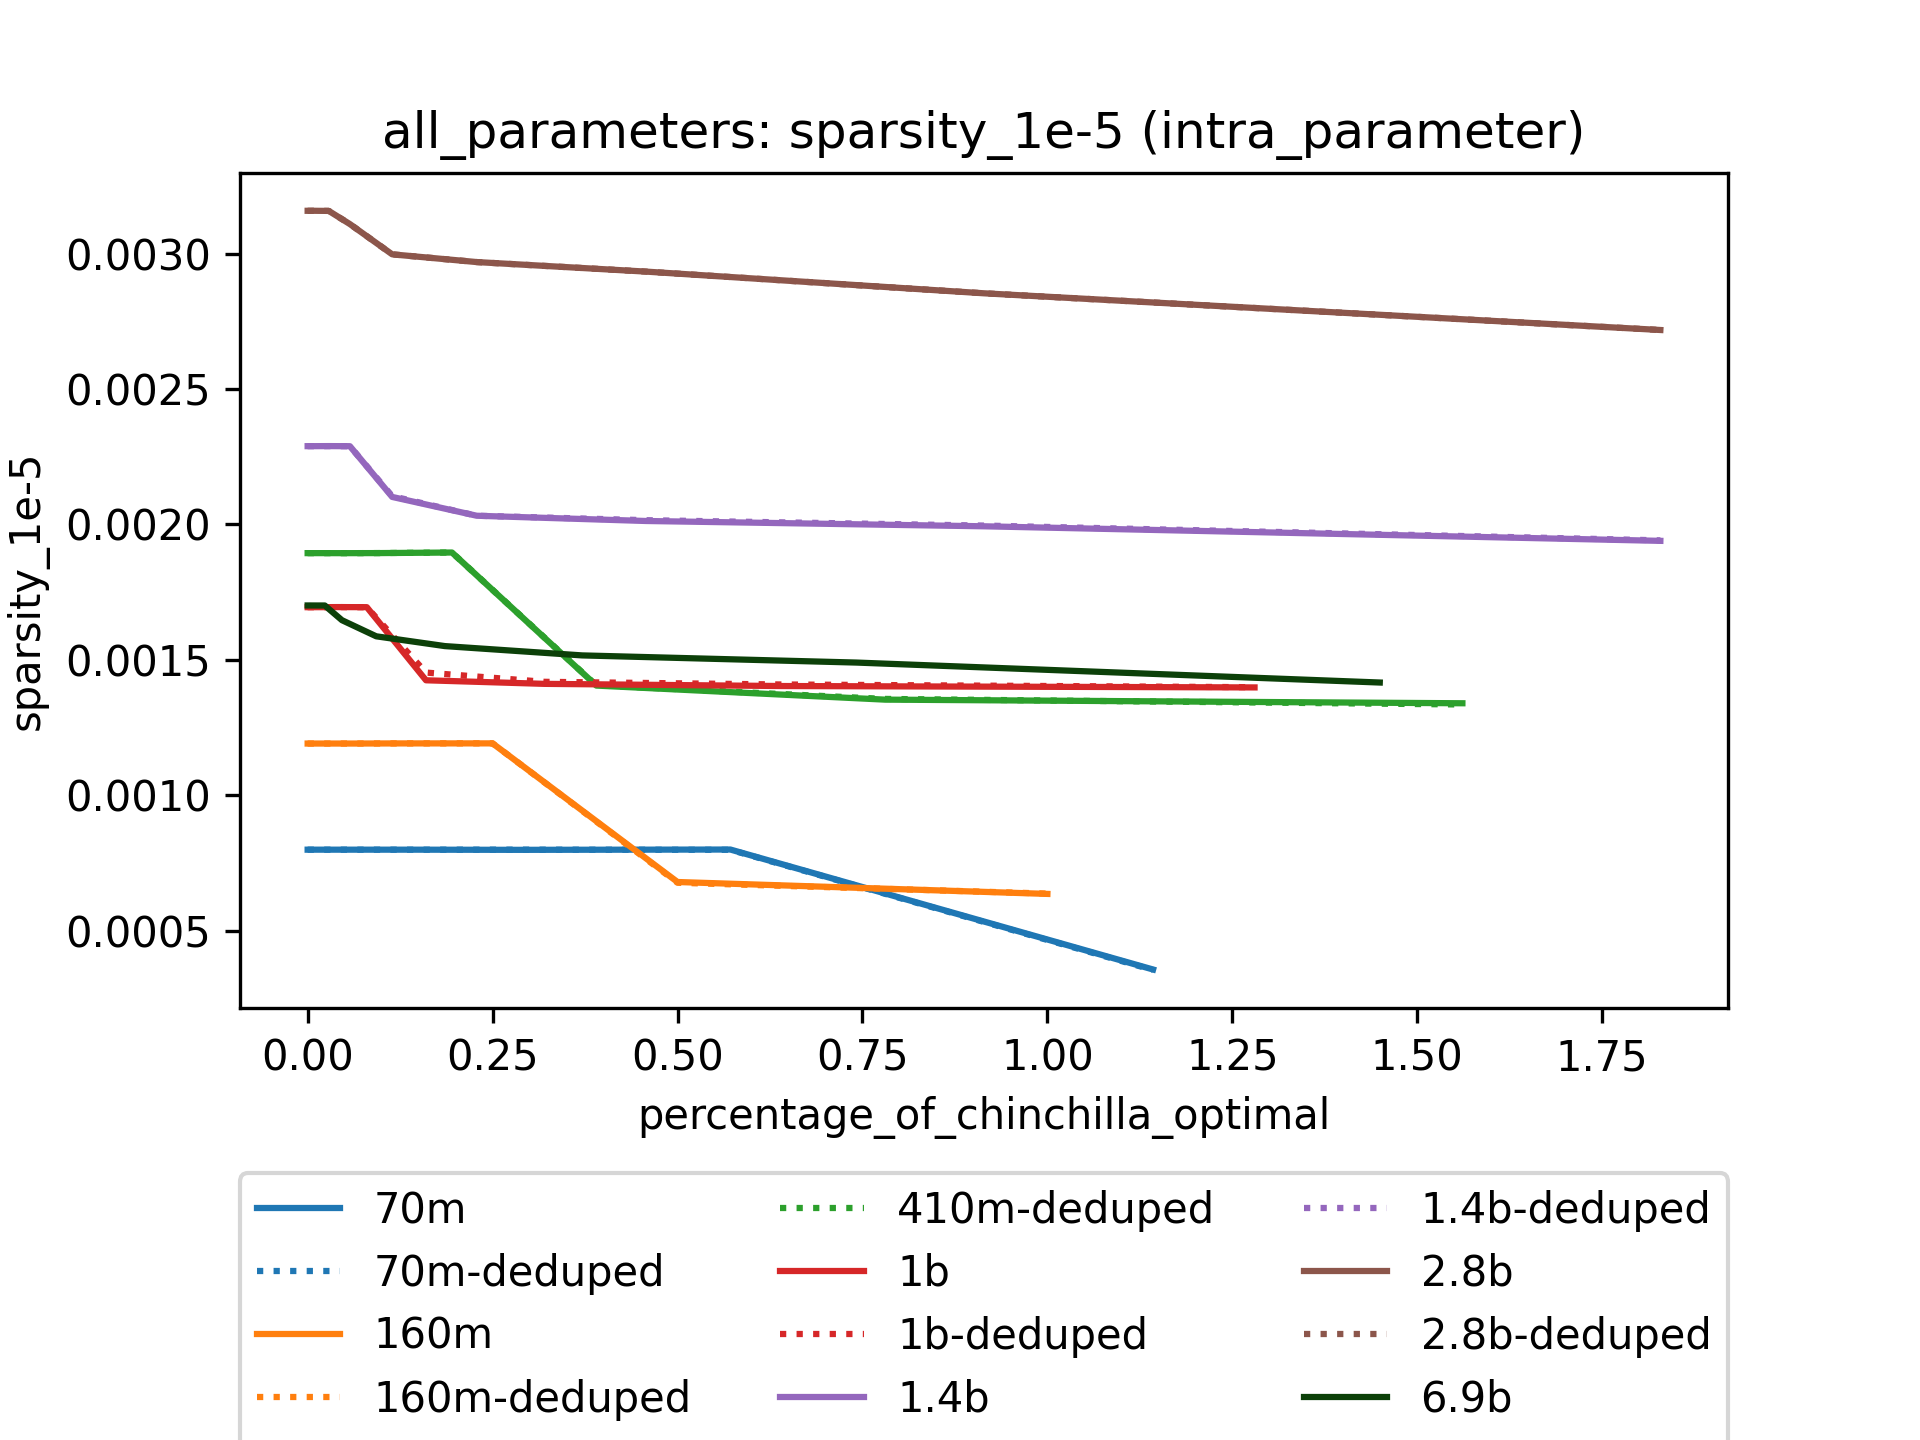 all_parameters: sparsity_1e-5 (intra_parameter)
sparsity_1e-5
0.0030
0.0025
0.0020
0.0015
0.0010
0.0005
0.00 0.25 0.50 0.75 1.00 1.25 1.50 1.75
percentage_of_chinchilla_optimal
70m
70m-deduped
160m
160m-deduped
410m-deduped
1b
1b-deduped
1.4b
1.4b-deduped
2.8b
2.8b-deduped
6.9b